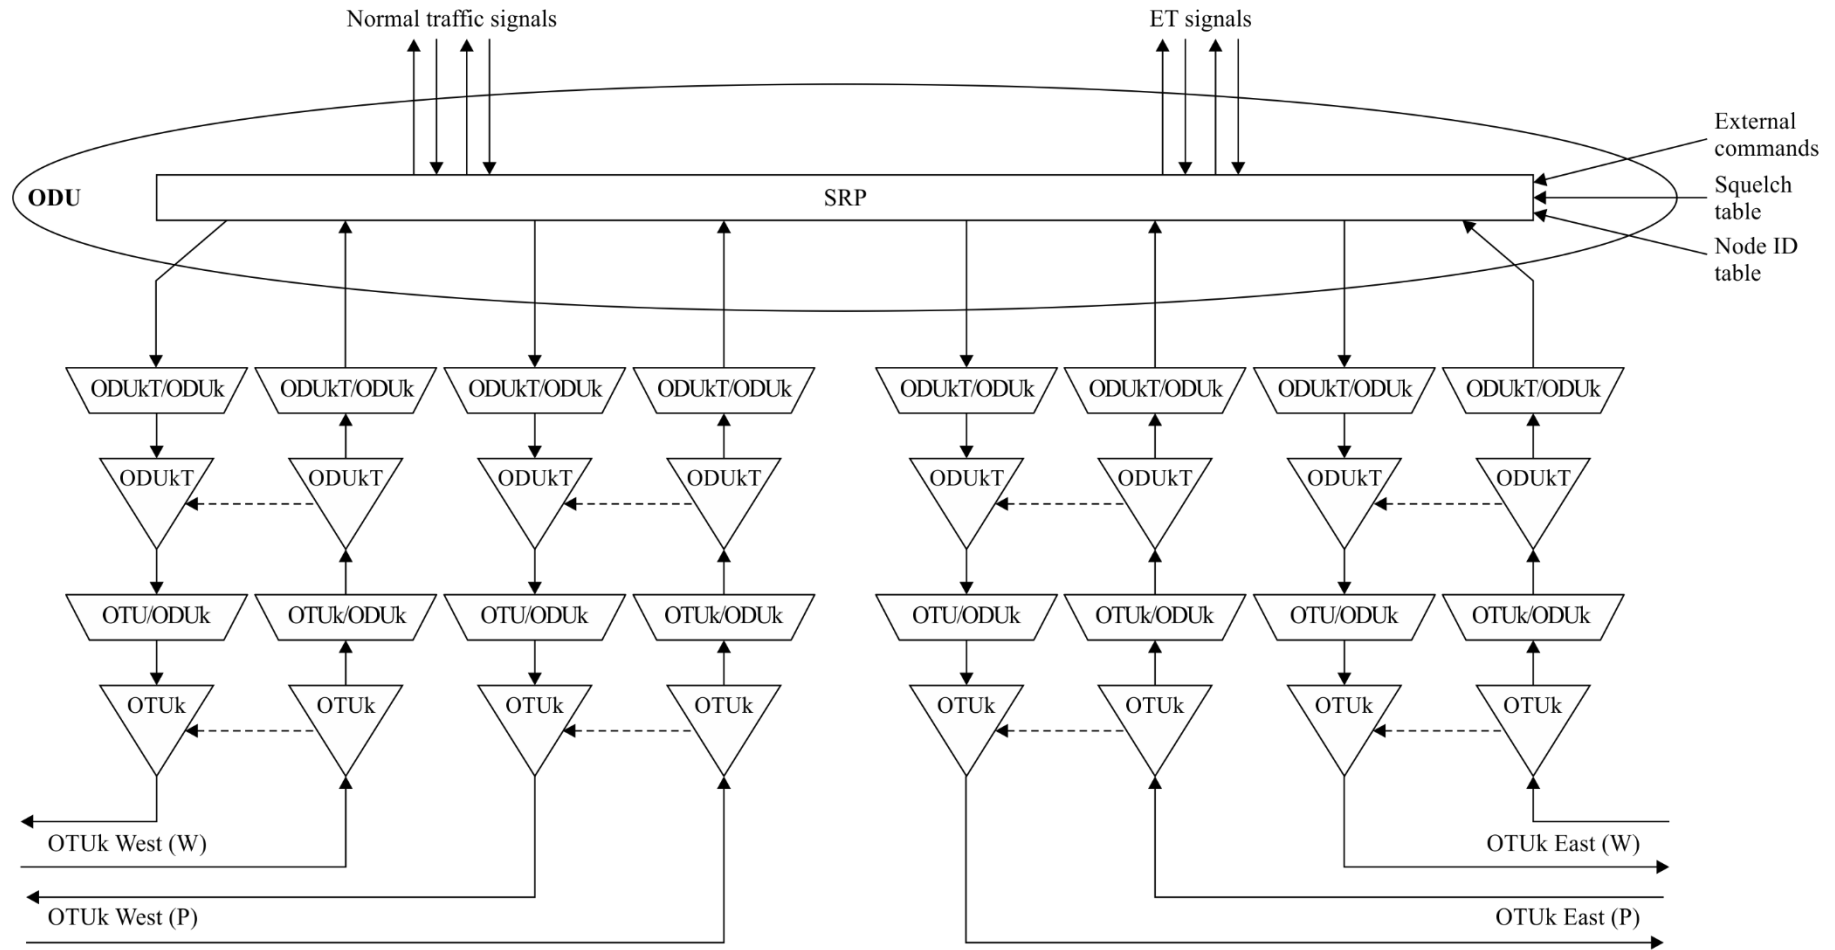 Normal traffic signals
ET signals
External
commands
ODU
SRP
Squelch
table
Node ID
table
ODUkT/ODUk ODUkT/ODUk ODUkT/ODUk ODUkT/ODUk ODUkT/ODUk ODUkT/ODUk ODUkT/ODUk ODUkT/ODUk
ODUkT ODUkT ODUkT ODUkT ODUkT ODUkT ODUkT ODUkT
OTU/ODUk OTUk/ODUk OTU/ODUk OTUk/ODUk OTU/ODUk OTUk/ODUk OTU/ODUk OTUk/ODUk
OTUk OTUk OTUk OTUk OTUk OTUk OTUk OTUk
OTUk West (W)
OTUk East (W)
OTUk West (P)
OTUk East (P)